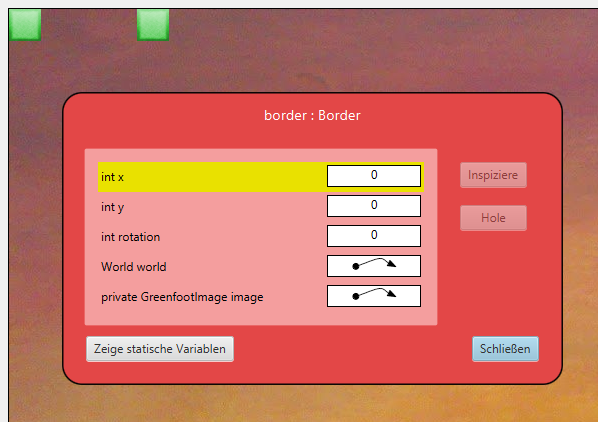 border : Border
int x 0
Inspiziere
int y 0
Hole
int rotation 0
World world
private GreenfootImage image
Zeige statische Variablen
Schließen